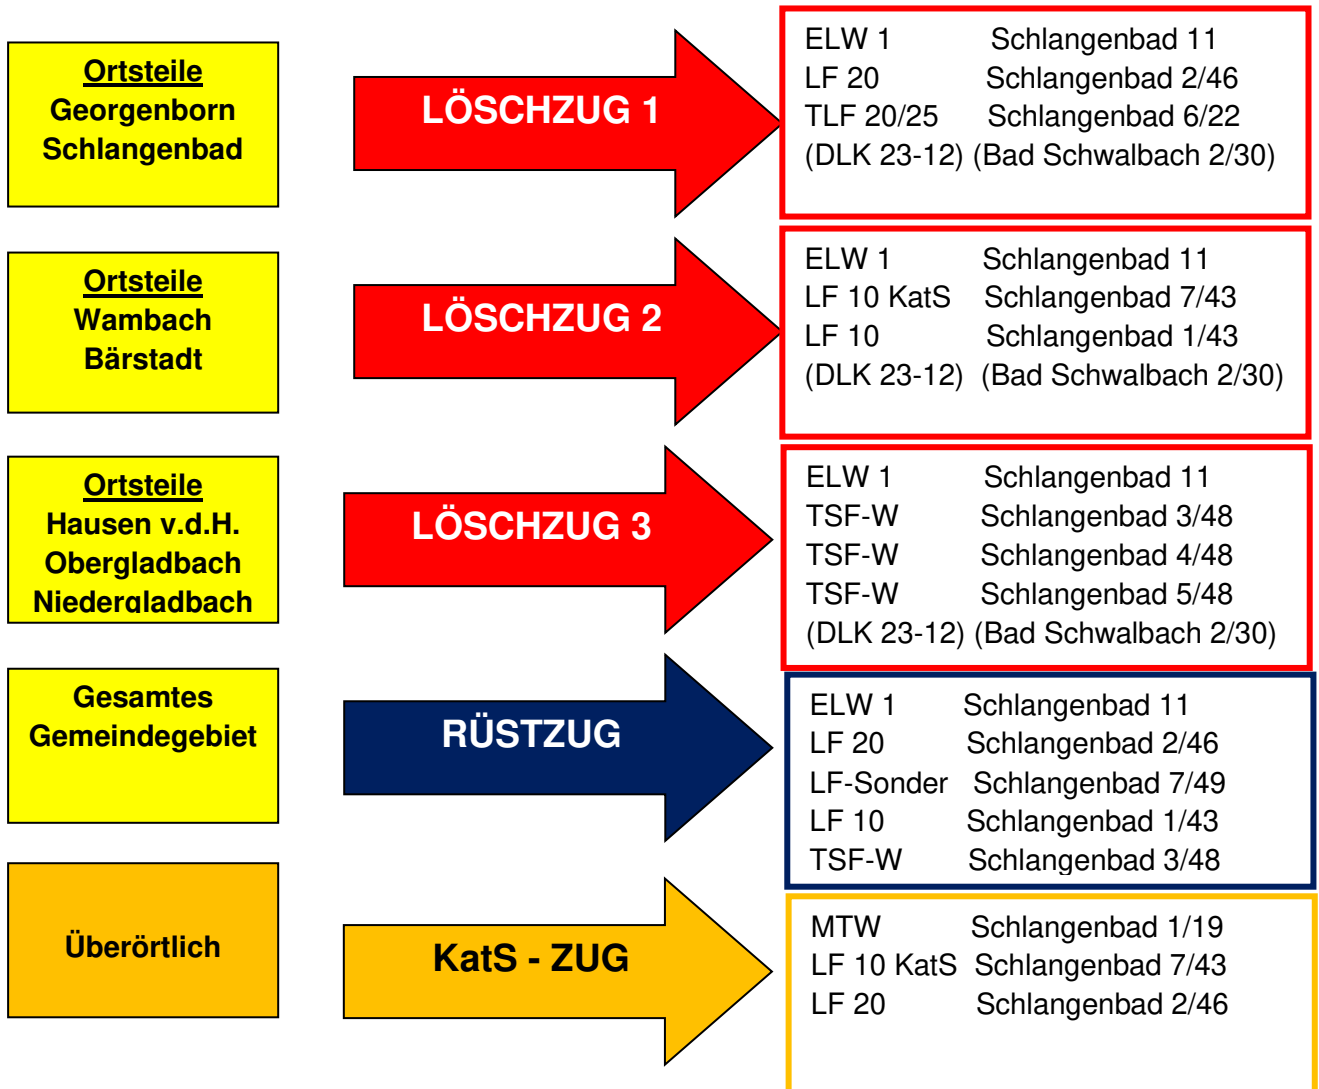 Ortsteile
Georgenborn
Schlangenbad
LÖSCHZUG 1
ELW 1 Schlangenbad 11
LF 20 Schlangenbad 2/46
TLF 20/25 Schlangenbad 6/22
(DLK 23-12) (Bad Schwalbach 2/30)
Ortsteile
Wambach
Bärstadt
LÖSCHZUG 2
ELW 1 Schlangenbad 11
LF 10 KatS Schlangenbad 7/43
LF 10 Schlangenbad 1/43
(DLK 23-12) (Bad Schwalbach 2/30)
Ortsteile
Hausen v.d.H.
Obergladbach
Niedergladbach
LÖSCHZUG 3
ELW 1 Schlangenbad 11
TSF-W Schlangenbad 3/48
TSF-W Schlangenbad 4/48
TSF-W Schlangenbad 5/48
(DLK 23-12) (Bad Schwalbach 2/30)
Gesamtes
Gemeindegebiet
RÜSTZUG
ELW 1 Schlangenbad 11
LF 20 Schlangenbad 2/46
LF-Sonder Schlangenbad 7/49
LF 10 Schlangenbad 1/43
TSF-W Schlangenbad 3/48
Überörtlich
KatS - ZUG
MTW Schlangenbad 1/19
LF 10 KatS Schlangenbad 7/43
LF 20 Schlangenbad 2/46